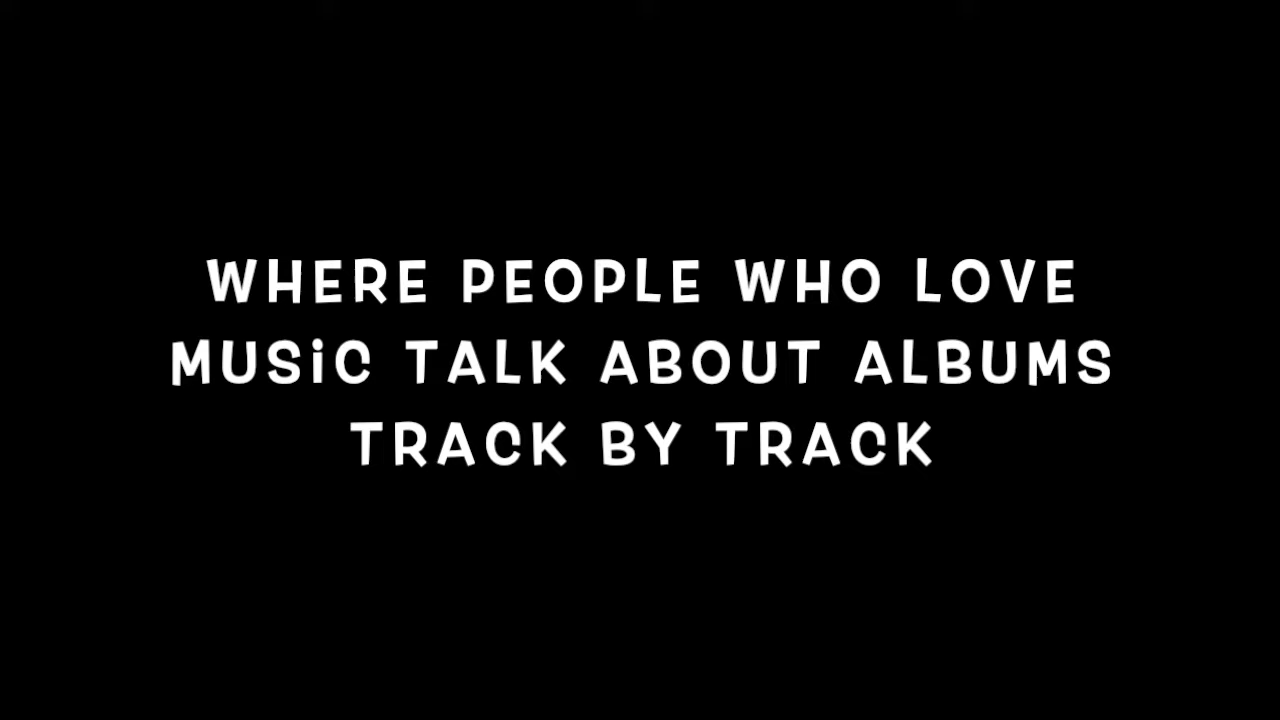 WHERE PEOPLE WHO LOVE
MUSiC TALK ABOUT ALBUMS
TRACK BY TRACK